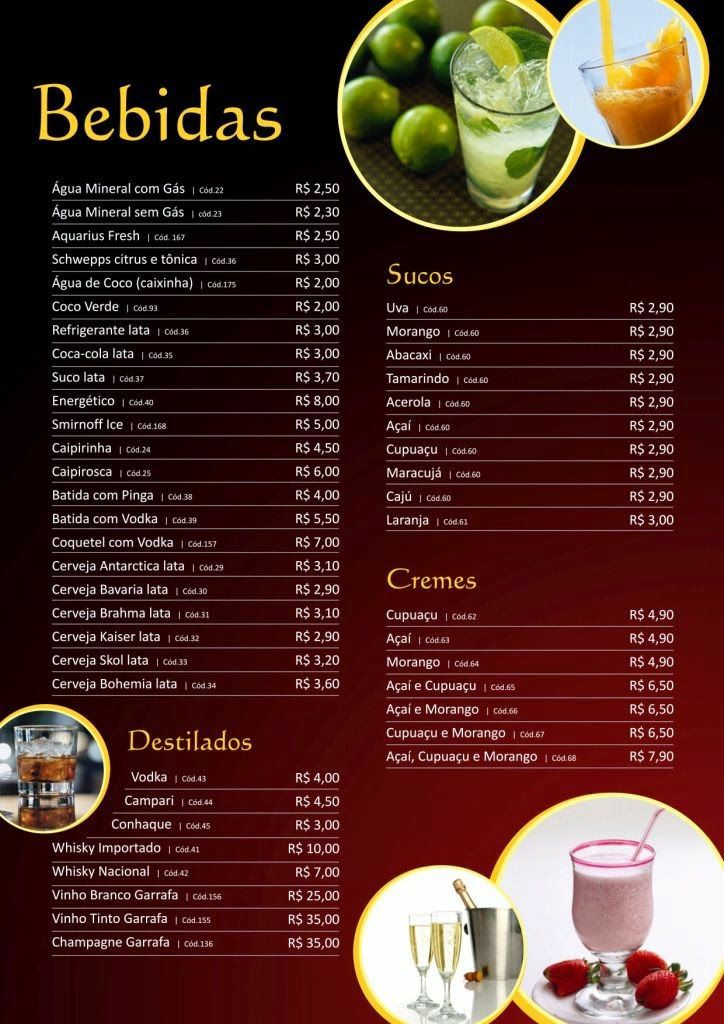 Bebidas
Água Mineral com Gás | Cód.22 R$ 2,50
Água Mineral sem Gás | cód.23 R$ 2,30
Aquarius Fresh | Cód. 167 R$ 2,50
Schwepps citrus e tônica | Cód.36 R$ 3,00
Água de Coco (caixinha) | Cód.175 R$ 2,00
Coco Verde | Cód.93 R$ 2,00
Refrigerante lata | Cód.36 R$ 3,00
Coca-cola lata | Cód.35 R$ 3,00
Suco lata | Cód.37 R$ 3,70
Energético | Cód.40 R$ 8,00
Smirnoff Ice | Cód.168 R$ 5,00
Caipirinha | Cód.24 R$ 4,50
Caipirosca | Cód.25 R$ 6,00
Batida com Pinga | Cód.38 R$ 4,00
Batida com Vodka | Cód.39 R$ 5,50
Coquetel com Vodka | Cód.157 R$ 7,00
Cerveja Antarctica lata | Cód.29 R$ 3,10
Cerveja Bavaria lata | Cód.30 R$ 2,90
Cerveja Brahma lata | Cód.31 R$ 3,10
Cerveja Kaiser lata | Cód.32 R$ 2,90
Cerveja Skol lata | Cód.33 R$ 3,20
Cerveja Bohemia lata | Cód.34 R$ 3,60
Destilados
Vodka | Cód.43 R$ 4,00
Campari | Cód.44 R$ 4,50
Conhaque | Cód.45 R$ 3,00
Whisky Importado | Cód.41 R$ 10,00
Whisky Nacional | Cód.42 R$ 7,00
Vinho Branco Garrafa | Cód.156 R$ 25,00
Vinho Tinto Garrafa | Cód.155 R$ 35,00
Champagne Garrafa | Cód.136 R$ 35,00
Sucos
Uva | Cód.60 R$ 2,90
Morango | Cód.60 R$ 2,90
Abacaxi | Cód.60 R$ 2,90
Tamarindo | Cód.60 R$ 2,90
Acerola | Cód.60 R$ 2,90
Açaí | Cód.60 R$ 2,90
Cupuaçu | Cód.60 R$ 2,90
Maracujá | Cód.60 R$ 2,90
Cajú | Cód.60 R$ 2,90
Laranja | Cód.61 R$ 3,00
Cremes
Cupuaçu | Cód.62 R$ 4,90
Açaí | Cód.63 R$ 4,90
Morango | Cód.64 R$ 4,90
Açaí e Cupuaçu | Cód.65 R$ 6,50
Açaí e Morango | Cód.66 R$ 6,50
Cupuaçu e Morango | Cód.67 R$ 6,50
Açaí, Cupuaçu e Morango | Cód.68 R$ 7,90